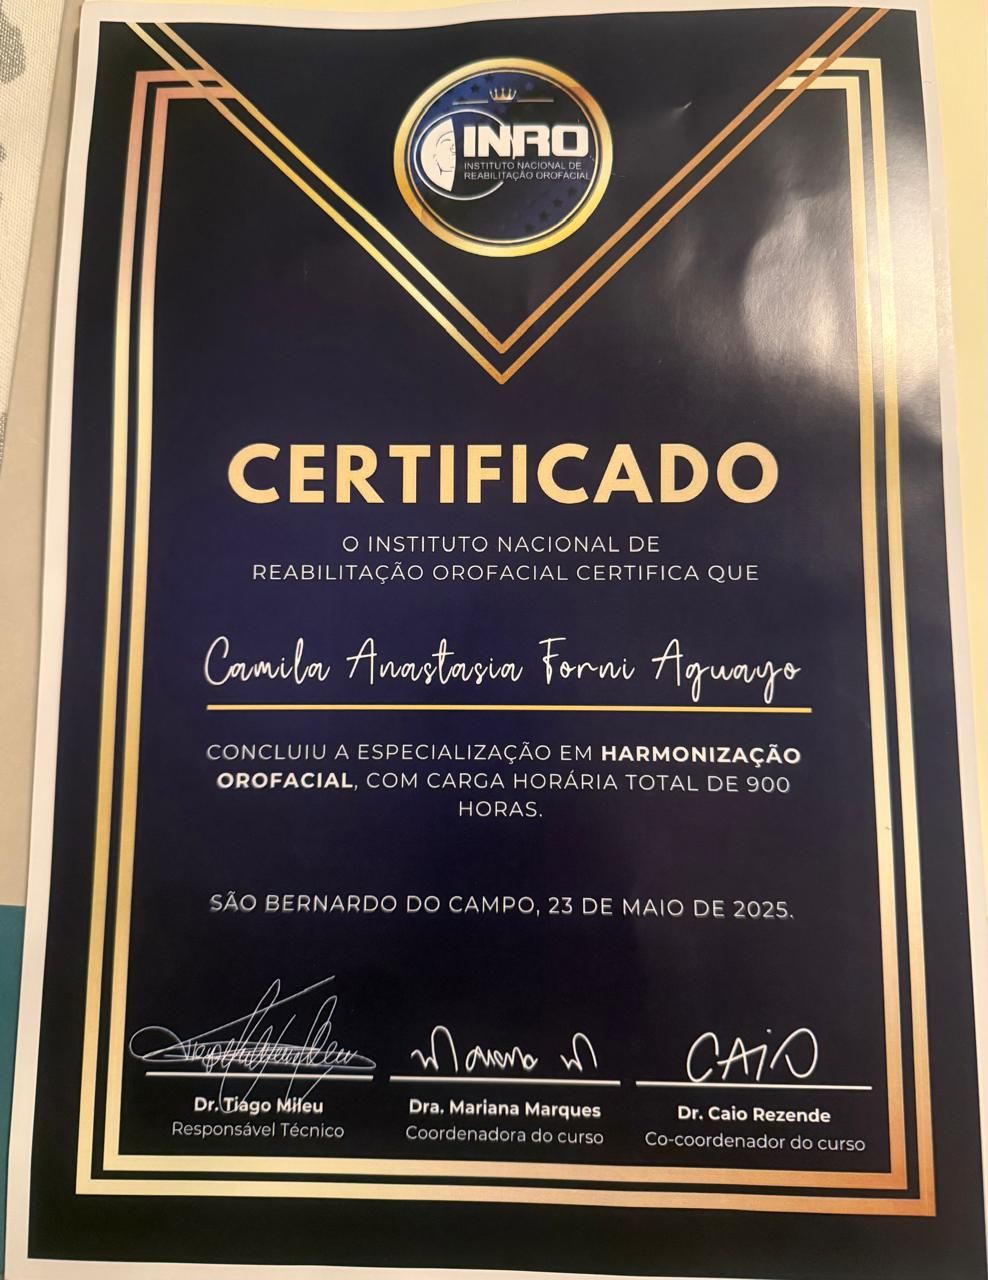 INRO
INSTITUTO NACIONAL DE
REABILITAÇÃO OROFACIAL
CERTIFICADO
O INSTITUTO NACIONAL DE
REABILITAÇÃO OROFACIAL CERTIFICA QUE
Camila Anastasia Forni Aguayo
CONCLUIU A ESPECIALIZAÇÃO EM HARMONIZAÇÃO
OROFACIAL, COM CARGA HORÁRIA TOTAL DE 900
HORAS.
SÃO BERNARDO DO CAMPO, 23 DE MAIO DE 2025.
CAIO
Dr. Tiago Mileu
Responsável Técnico
Dra. Mariana Marques
Coordenadora do curso
Dr. Caio Rezende
Co-coordenador do curso